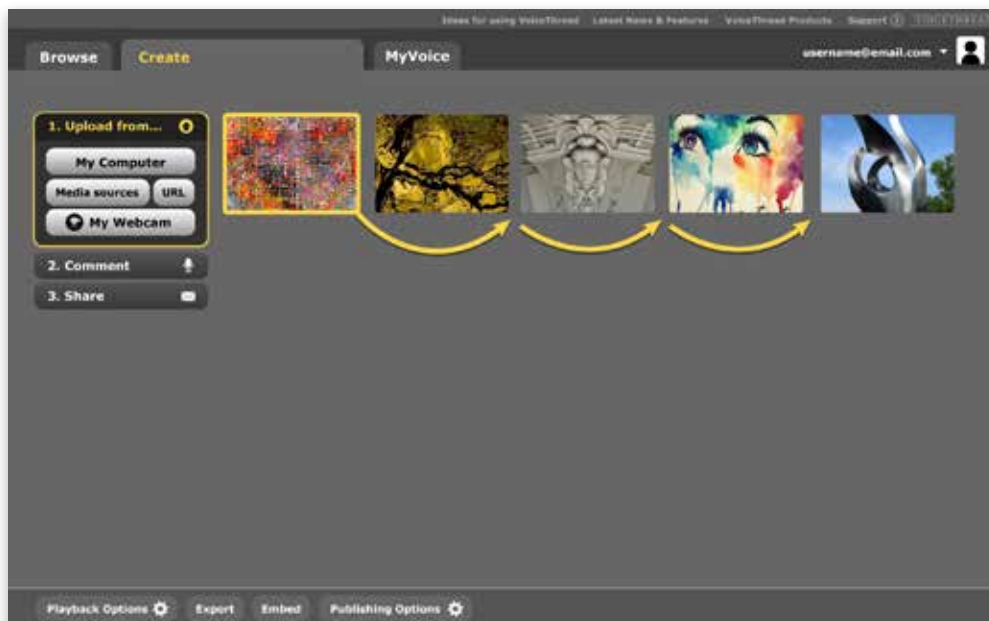 Ideas for using VoiceThread Latest News & Features VoiceThread Products Support
Browse Create MyVoice username@email.com
1. Upload from...
My Computer
Media sources URL
My Webcam
2. Comment
3. Share
Playback Options Export Embed Publishing Options